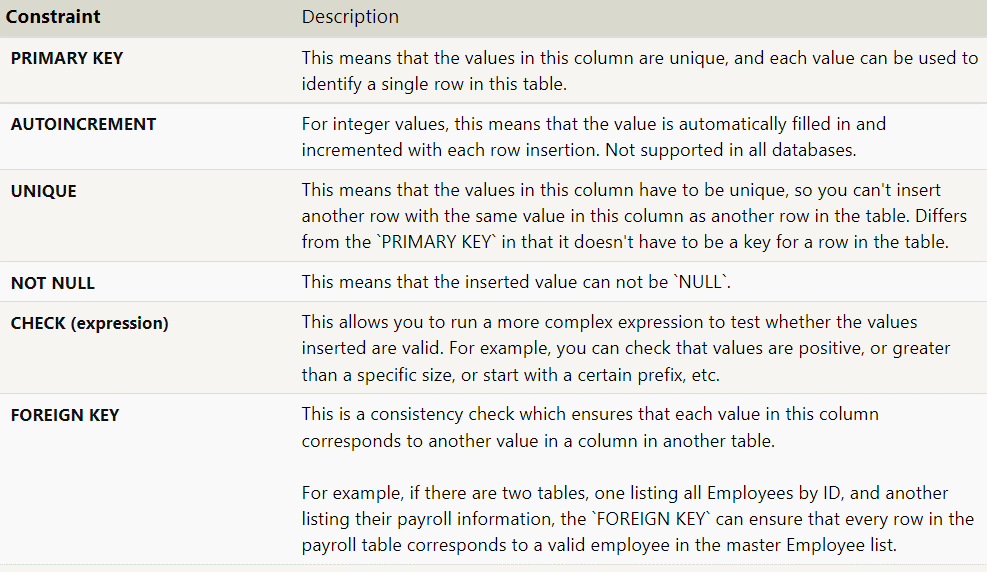 Constraint Description
PRIMARY KEY This means that the values in this column are unique, and each value can be used to
identify a single row in this table.
AUTOINCREMENT For integer values, this means that the value is automatically filled in and
incremented with each row insertion. Not supported in all databases.
UNIQUE This means that the values in this column have to be unique, so you can't insert
another row with the same value in this column as another row in the table. Differs
from the `PRIMARY KEY` in that it doesn't have to be a key for a row in the table.
NOT NULL This means that the inserted value can not be `NULL`.
CHECK (expression) This allows you to run a more complex expression to test whether the values
inserted are valid. For example, you can check that values are positive, or greater
than a specific size, or start with a certain prefix, etc.
FOREIGN KEY This is a consistency check which ensures that each value in this column
corresponds to another value in a column in another table.
For example, if there are two tables, one listing all Employees by ID, and another
listing their payroll information, the `FOREIGN KEY` can ensure that every row in the
payroll table corresponds to a valid employee in the master Employee list.